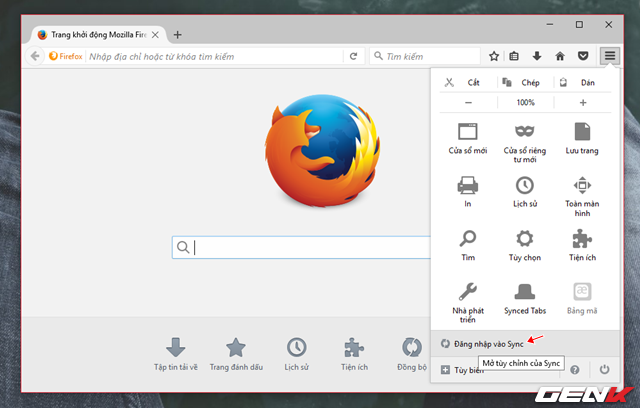 Trang khởi động Mozilla Fire
Firefox
Nhập địa chỉ hoặc từ khóa tìm kiếm
Tìm kiếm
Cắt
Chép
Dán
100%
Cửa sổ mới
Cửa sổ riêng
tư mới
Lưu trang
In
Lịch sử
Toàn màn
hình
Tìm
Tùy chọn
Tiện ích
Nhà phát
triển
Synced Tabs
Bảng mã
Đăng nhập vào Sync
Mở tùy chỉnh của Sync
Tùy biến
Tập tin tải về
Trang đánh dấu
Lịch sử
Tiện ích
Đồng bộ
GENK